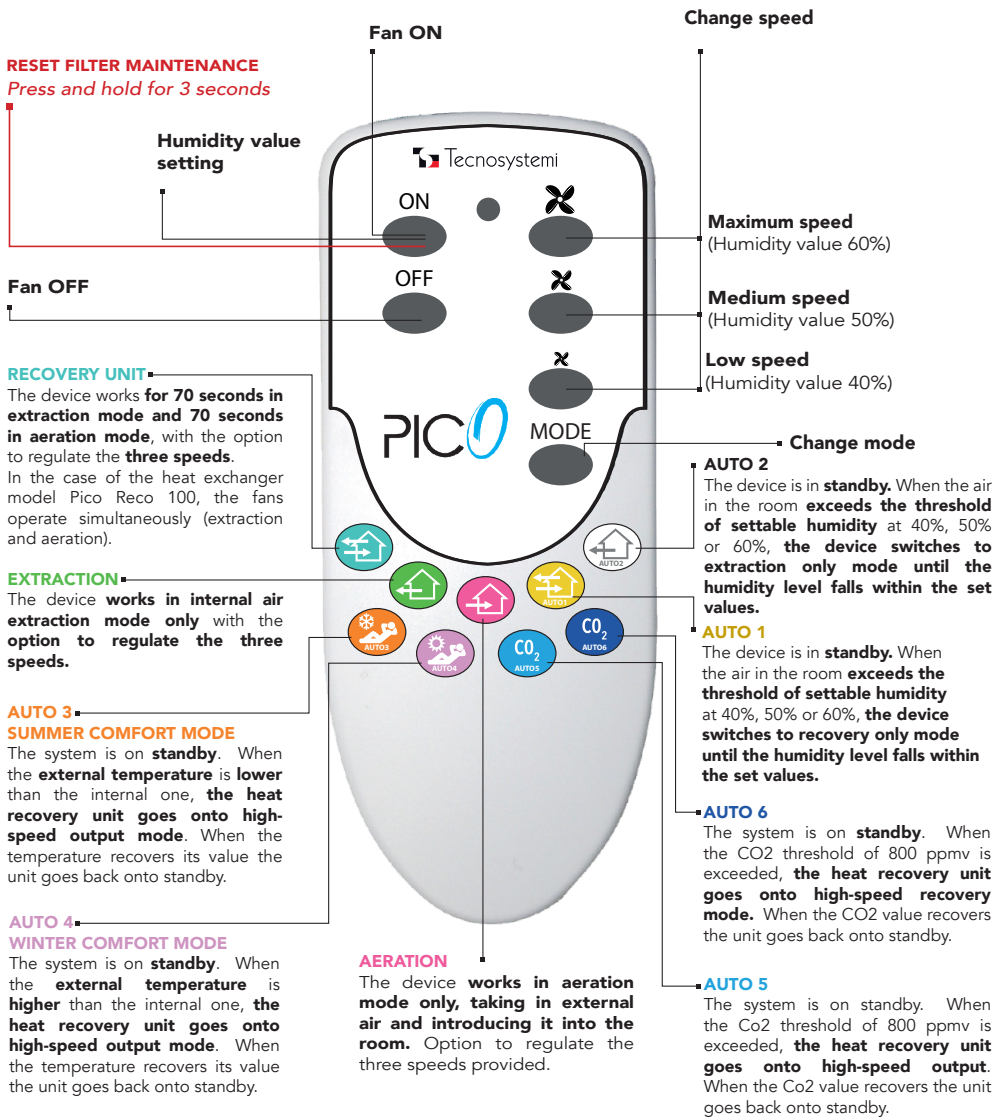 Fan ON
Change speed
RESET FILTER MAINTENANCE
Press and hold for 3 seconds
Humidity value
setting
Fan OFF
Tecnosystemi
ON
OFF
MODE
PICO
Maximum speed
(Humidity value 60%)
Medium speed
(Humidity value 50%)
Low speed
(Humidity value 40%)
Change mode
RECOVERY UNIT
The device works for 70 seconds in
extraction mode and 70 seconds
in aeration mode, with the option
to regulate the three speeds.
In the case of the heat exchanger
model Pico Reco 100, the fans
operate simultaneously (extraction
and aeration).
EXTRACTION
The device works in internal air
extraction mode only with the
option to regulate the three
speeds.
AUTO 3
SUMMER COMFORT MODE
The system is on standby. When
the external temperature is lower
than the internal one, the heat
recovery unit goes onto high-
speed output mode. When the
temperature recovers its value the
unit goes back onto standby.
AUTO 4
WINTER COMFORT MODE
The system is on standby. When
the external temperature is
higher than the internal one, the
heat recovery unit goes onto
high-speed output mode. When
the temperature recovers its value
the unit goes back onto standby.
AUTO2
AUTO1
AUTO3
AUTO4
CO2
AUTO5
CO2
AUTO6
AERATION
The device works in aeration
mode only, taking in external
air and introducing it into the
room. Option to regulate the
three speeds provided.
AUTO 2
The device is in standby. When the air
in the room exceeds the threshold
of settable humidity at 40%, 50%
or 60%, the device switches to
extraction only mode until the
humidity level falls within the set
values.
AUTO 1
The device is in standby. When
the air in the room exceeds the
threshold of settable humidity
at 40%, 50% or 60%, the device
switches to recovery only mode
until the humidity level falls within
the set values.
AUTO 6
The system is on standby. When
the CO2 threshold of 800 ppmv is
exceeded, the heat recovery unit
goes onto high-speed recovery
mode. When the CO2 value recovers
the unit goes back onto standby.
AUTO 5
The system is on standby. When
the Co2 threshold of 800 ppmv is
exceeded, the heat recovery unit
goes onto high-speed output.
When the Co2 value recovers the unit
goes back onto standby.